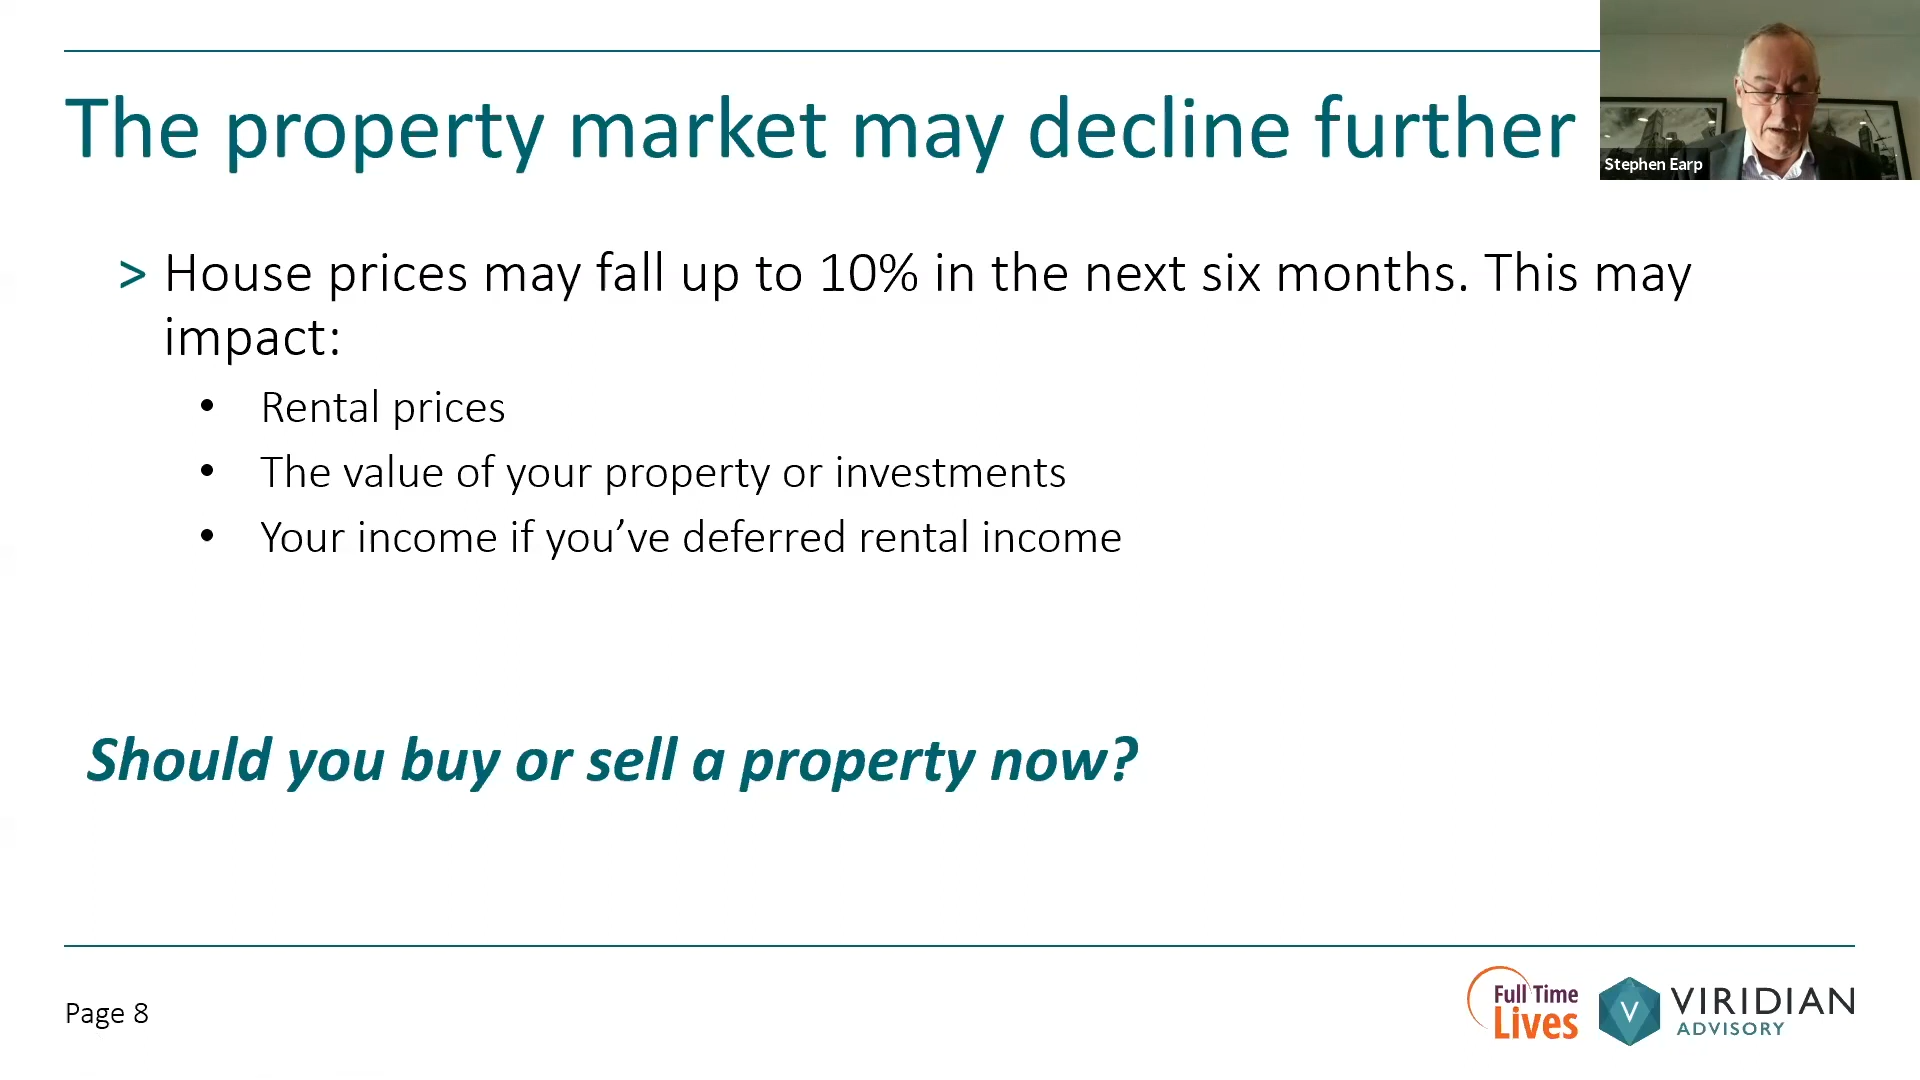 The property market may decline further
Stephen Earp
> House prices may fall up to 10% in the next six months. This may
impact:
• Rental prices
• The value of your property or investments
• Your income if you’ve deferred rental income
Should you buy or sell a property now?
Page 8
Full Time
Lives
V
VIRIDIAN
ADVISORY